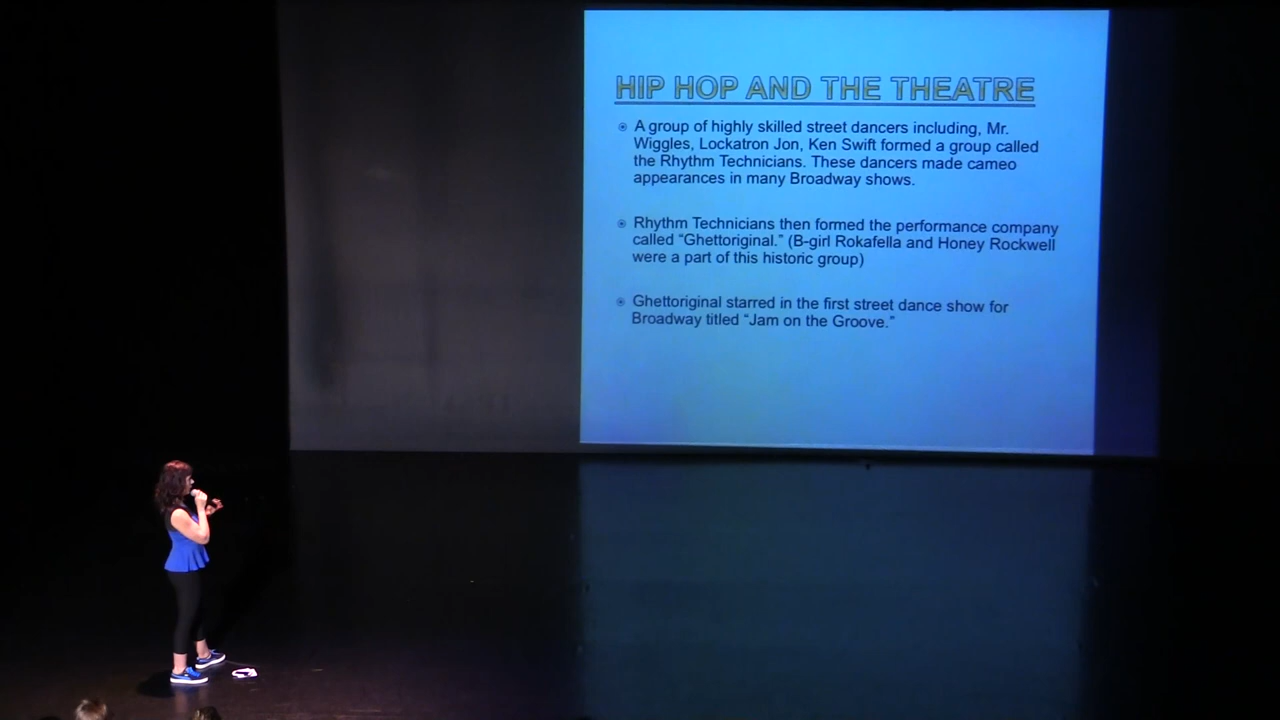 HIP HOP AND THE THEATRE
A group of highly skilled street dancers including, Mr.
Wiggles, Lockatron Jon, Ken Swift formed a group called
the Rhythm Technicians. These dancers made cameo
appearances in many Broadway shows.
Rhythm Technicians then formed the performance company
called “Ghettoriginal.” (B-girl Rokafella and Honey Rockwell
were a part of this historic group)
Ghettoriginal starred in the first street dance show for
Broadway titled “Jam on the Groove.”